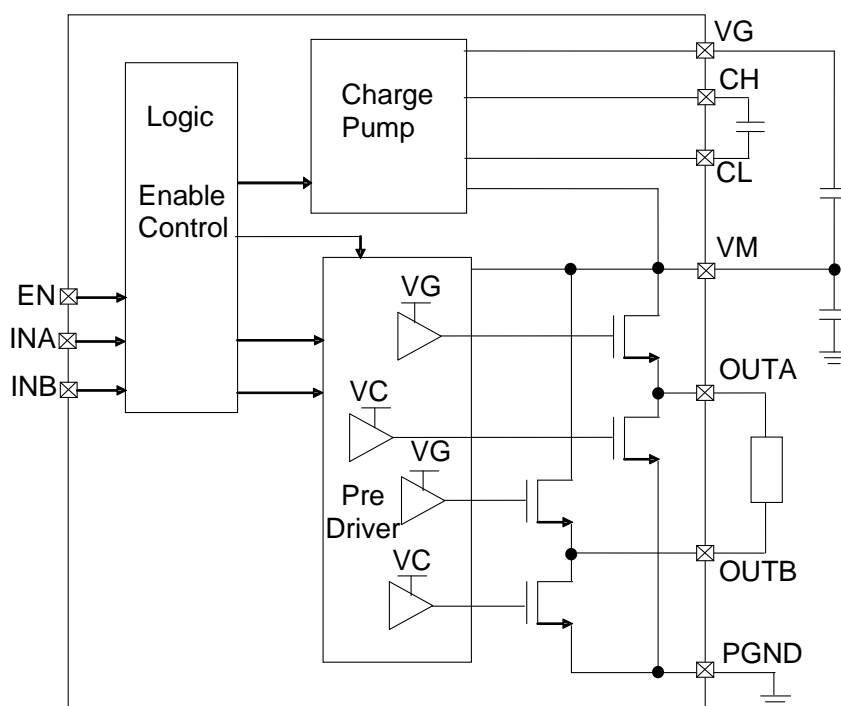 VG
CH
Charge
Pump
Logic
CL
Enable
Control
VM
EN
VG
INA
OUTA
INB
VC
VG
Pre
Driver
OUTB
VC
PGND